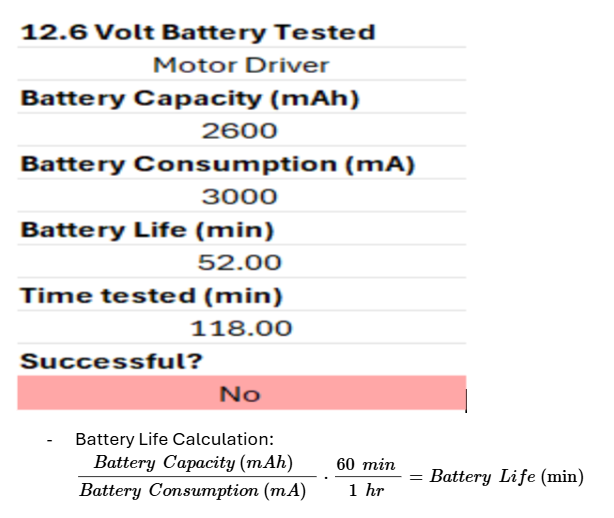 12.6 Volt Battery Tested
Motor Driver
Battery Capacity (mAh)
2600
Battery Consumption (mA)
3000
Battery Life (min)
52.00
Time tested (min)
118.00
Successful?
No
- Battery Life Calculation:
\frac{Battery Capacity (mAh)}{Battery Consumption (mA)} · \frac{60 min}{1 hr} = Battery Life (min)